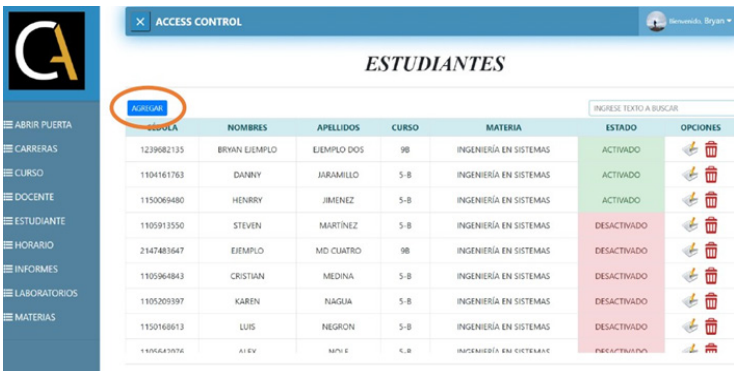 CA
× ACCESS CONTROL
Bienvenido, Bryan
ESTUDIANTES
AGREGAR
INGRESE TEXTO A BUSCAR
ABRIR PUERTA
CARRERAS
CURSO
DOCENTE
ESTUDIANTE
HORARIO
INFORMES
LABORATORIOS
MATERIAS
CÉDULA NOMBRES APELLIDOS CURSO MATERIA ESTADO OPCIONES
1239682135 BRYAN EJEMPLO EJEMPLO DOS 9B INGENIERÍA EN SISTEMAS ACTIVADO
1104161763 DANNY JARAMILLO 5-B INGENIERÍA EN SISTEMAS ACTIVADO
1150069480 HENRRY JIMENEZ 5-B INGENIERÍA EN SISTEMAS ACTIVADO
1105913550 STEVEN MARTÍNEZ 5-B INGENIERÍA EN SISTEMAS DESACTIVADO
2147483647 EJEMPLO MD CUATRO 9B INGENIERÍA EN SISTEMAS DESACTIVADO
1105964843 CRISTIAN MEDINA 5-B INGENIERÍA EN SISTEMAS DESACTIVADO
1105209397 KAREN NAGUA 5-B INGENIERÍA EN SISTEMAS DESACTIVADO
1150168613 LUIS NEGRON 5-B INGENIERÍA EN SISTEMAS DESACTIVADO
ALEX 5-B INGENIERÍA EN SISTEMAS DESACTIVADO